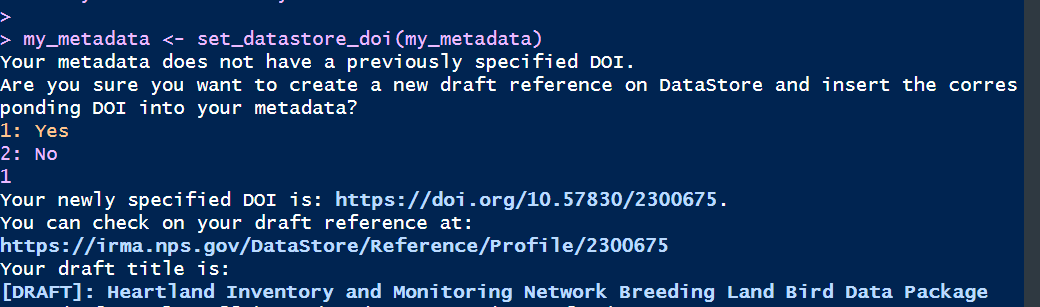 >
> my_metadata <- set_datastore_doi(my_metadata)
Your metadata does not have a previously specified DOI.
Are you sure you want to create a new draft reference on DataStore and insert the corres
ponding DOI into your metadata?
1: Yes
2: No
1
Your newly specified DOI is: https://doi.org/10.57830/2300675.
You can check on your draft reference at:
https://irma.nps.gov/DataStore/Reference/Profile/2300675
Your draft title is:
[DRAFT]: Heartland Inventory and Monitoring Network Breeding Land Bird Data Package